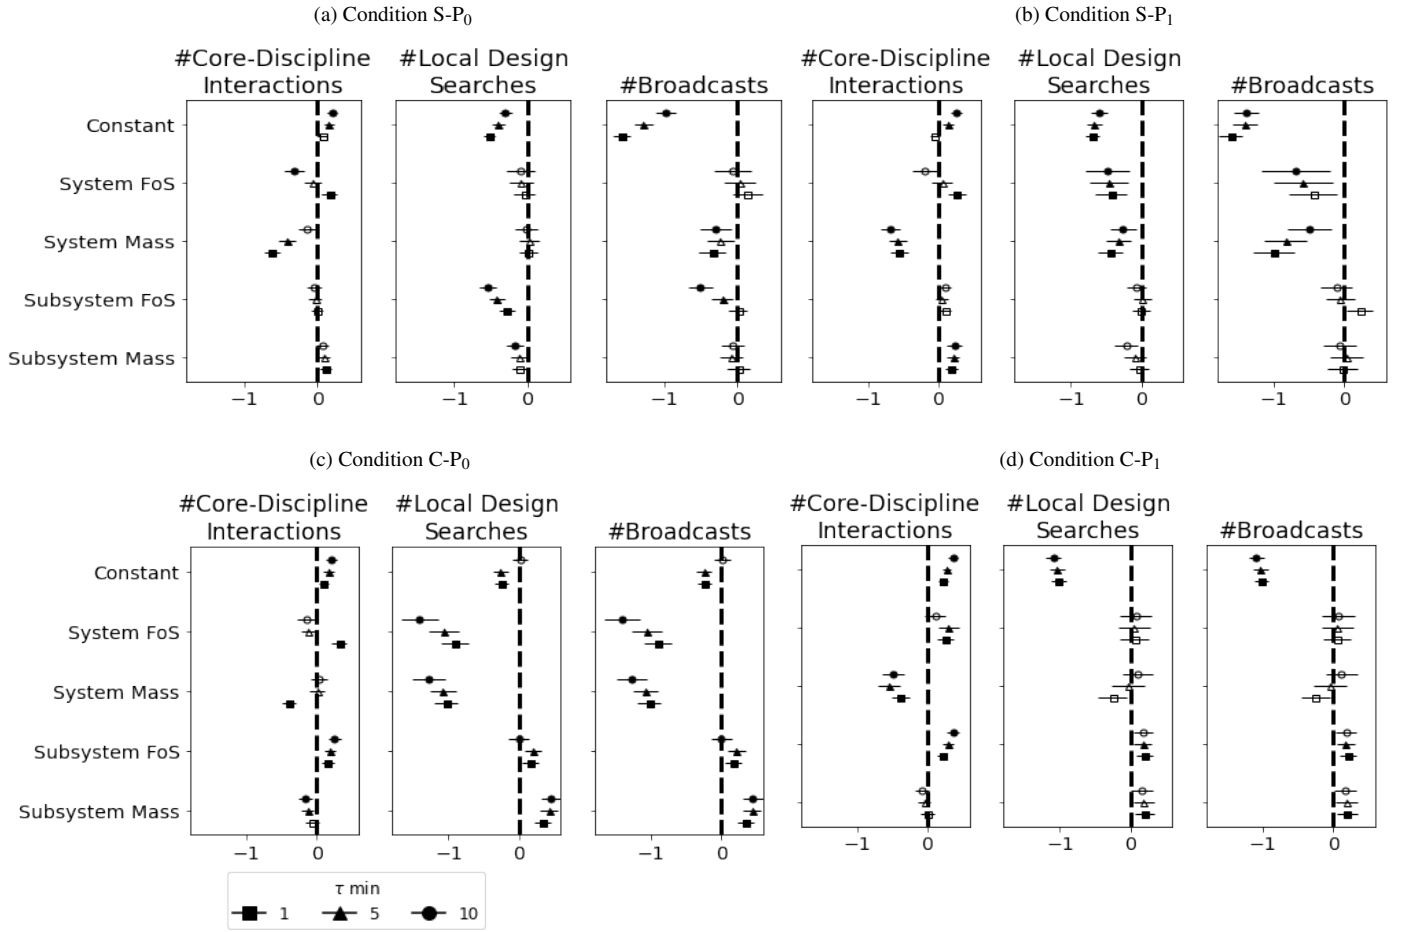 (a) Condition S-P0
(b) Condition S-P1
#Core-Discipline
Interactions
#Local Design
Searches
#Broadcasts
#Core-Discipline
Interactions
#Local Design
Searches
#Broadcasts
Constant
System FoS
System Mass
Subsystem FoS
Subsystem Mass
−1 0 −1 0 −1 0 −1 0 −1 0 −1 0
(c) Condition C-P0
(d) Condition C-P1
#Core-Discipline
Interactions
#Local Design
Searches
#Broadcasts
#Core-Discipline
Interactions
#Local Design
Searches
#Broadcasts
Constant
System FoS
System Mass
Subsystem FoS
Subsystem Mass
−1 0 −1 0 −1 0 −1 0 −1 0 −1 0
τ min
1 5 10